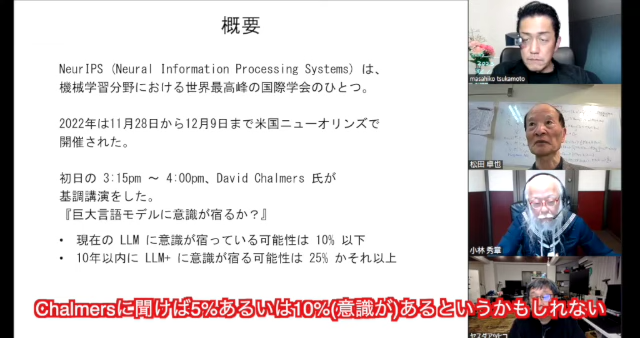 概要
NeurIPS (Neural Information Processing Systems) は、
機械学習分野における世界最高峰の国際学会のひとつ。
2022年は11月28日から12月9日まで米国ニューオリンズで
開催された。
初日の 3:15pm ～ 4:00pm、David Chalmers 氏が
基調講演をした。
『巨大言語モデルに意識が宿るか？』
• 現在の LLM に意識が宿っている可能性は 10% 以下
• 10年以内に LLM+ に意識が宿る可能性は 25% かそれ以上
masahiko tsukamoto
松田 卓也
小林 秀章
ヤスダアツヒコ
Chalmersに聞けば5%あるいは10%(意識が)あるというかもしれない